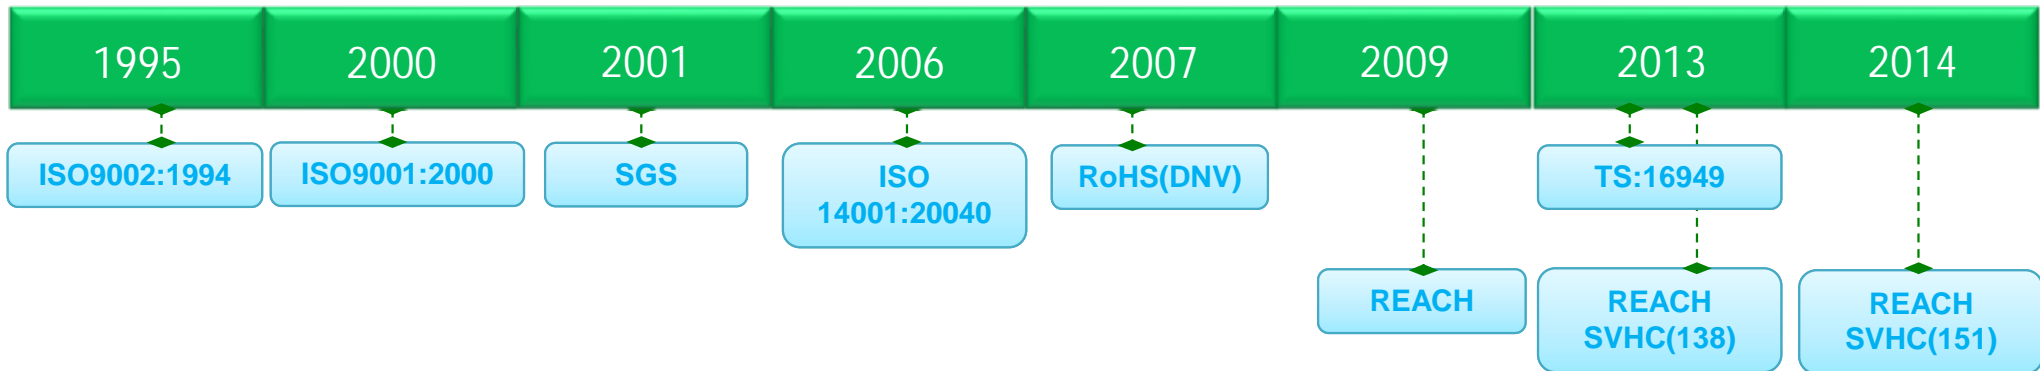 1995 2000 2001 2006 2007 2009 2013 2014
ISO9002:1994
ISO9001:2000
SGS
ISO
14001:20040
RoHS(DNV)
REACH
TS:16949
REACH
SVHC(138)
REACH
SVHC(151)